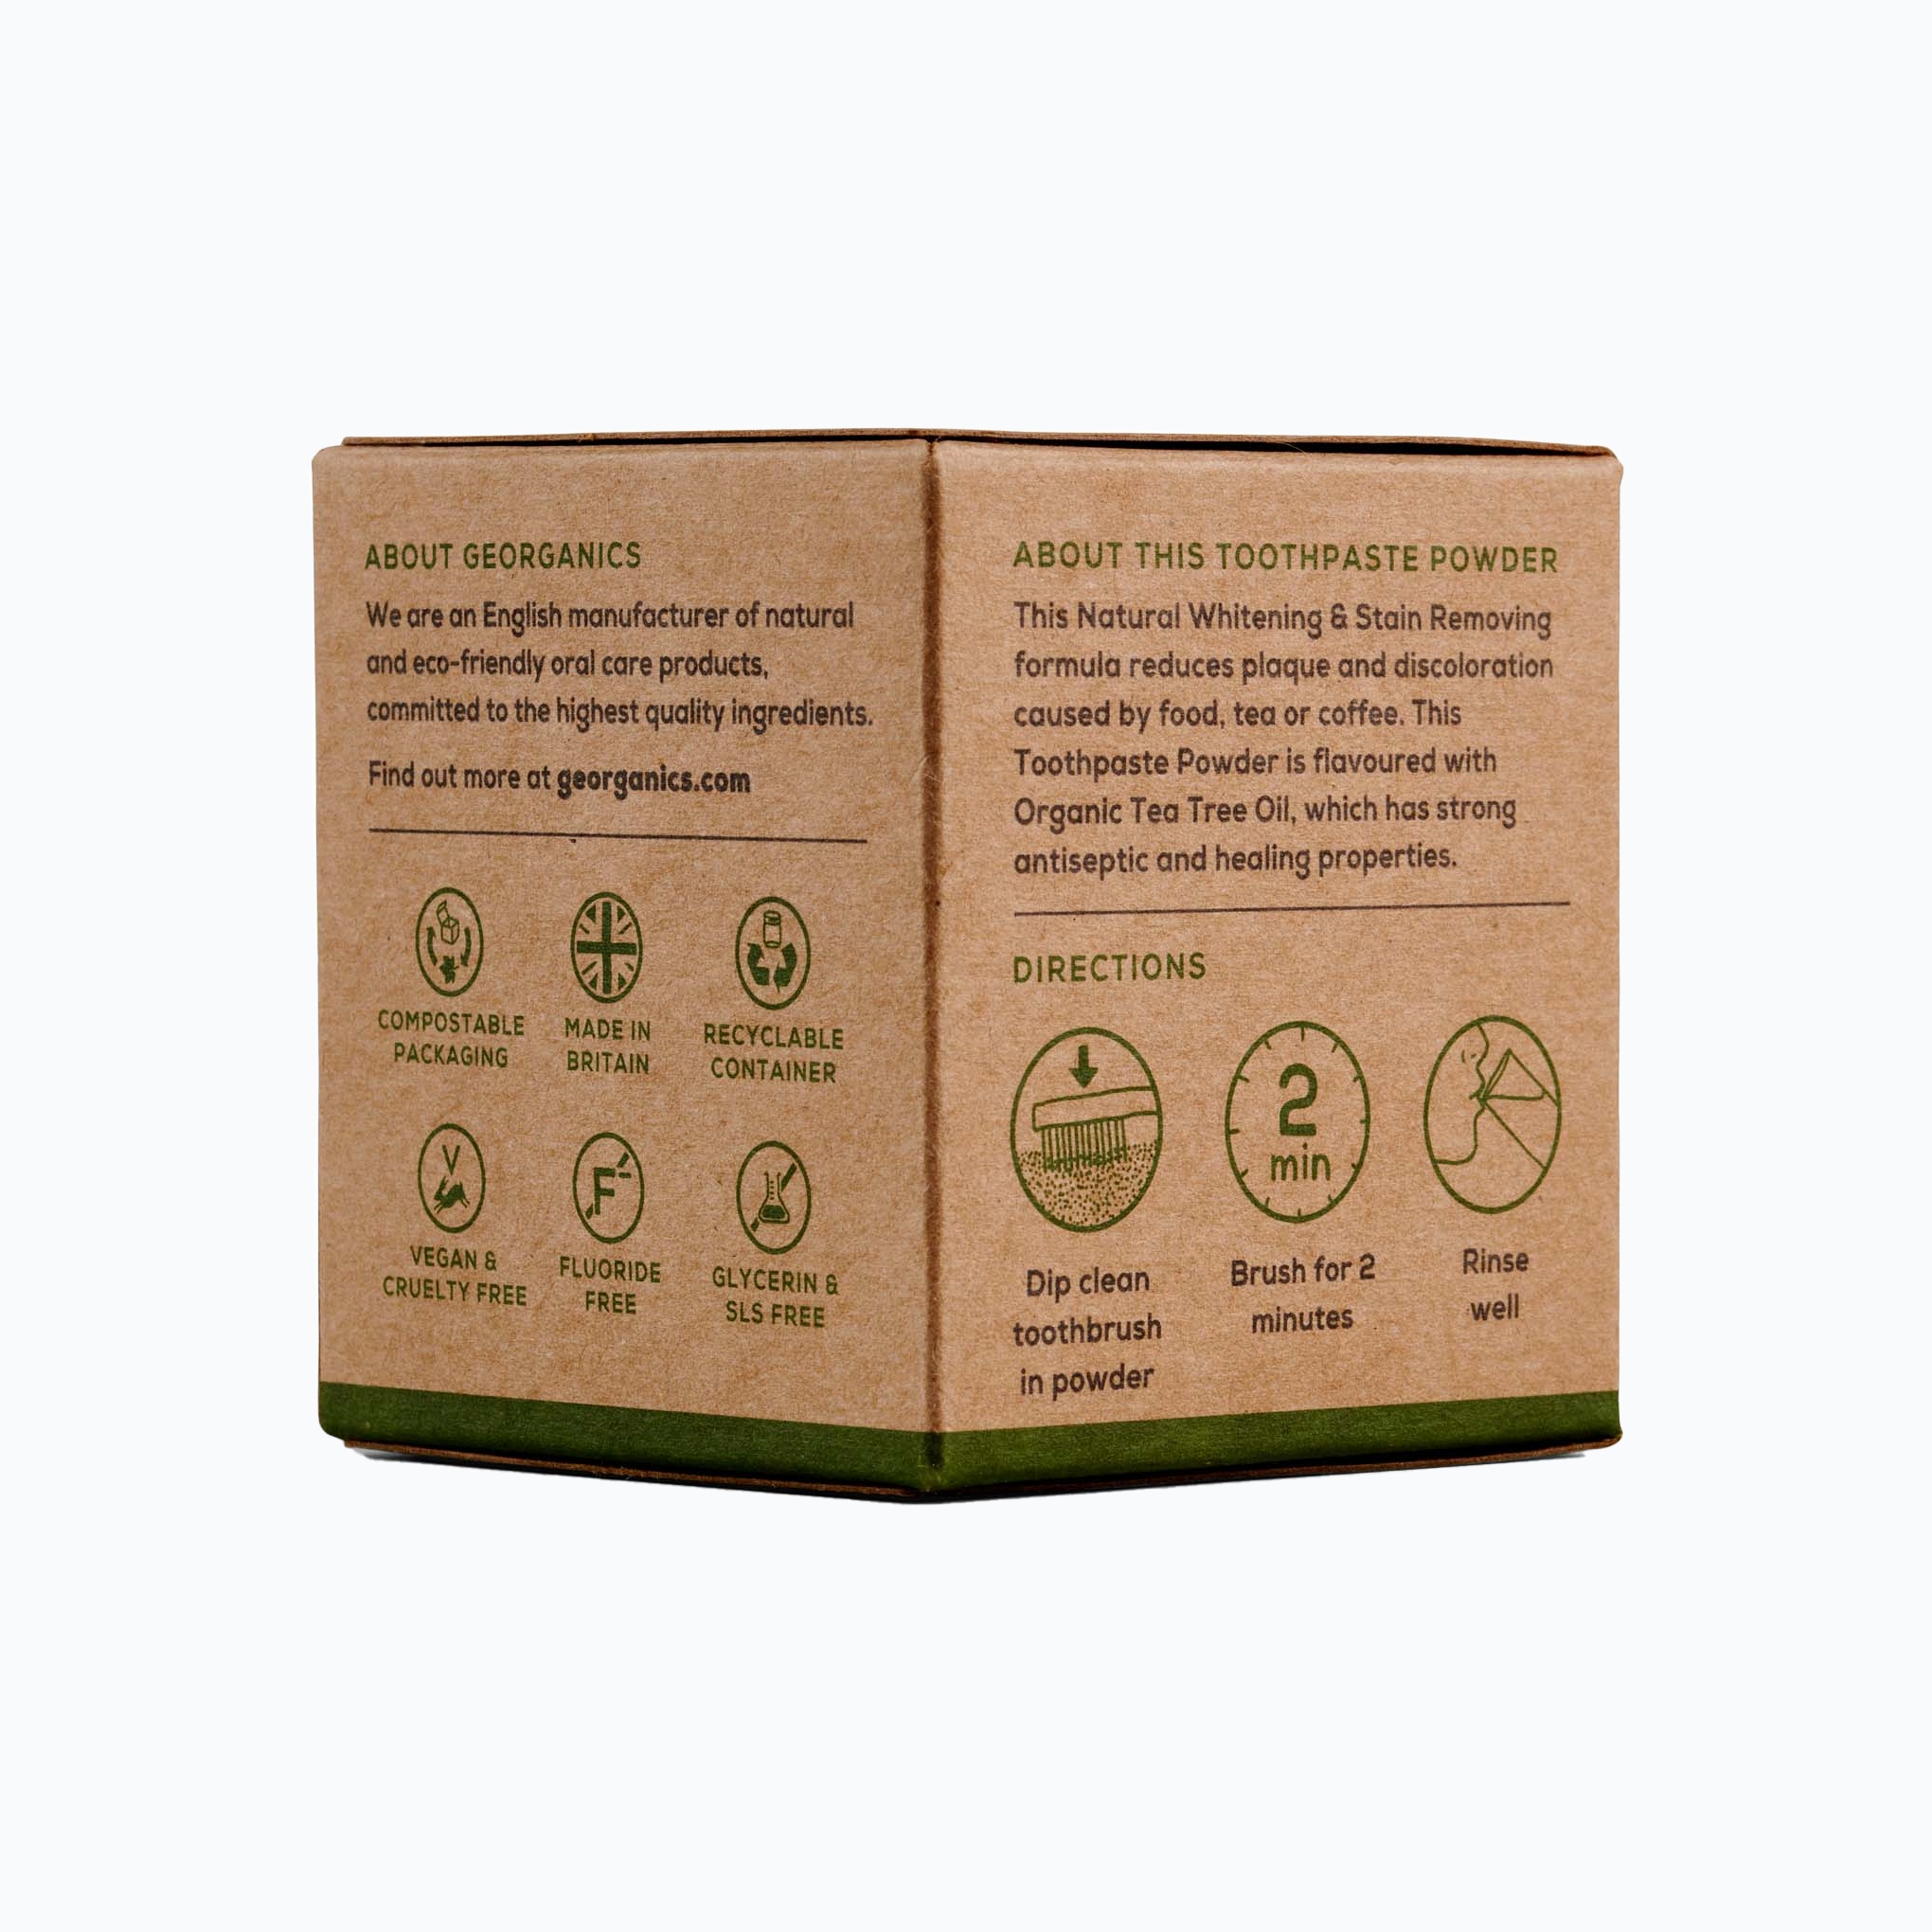 ABOUT GEORGANICS
We are an English manufacturer of natural
and eco-friendly oral care products,
committed to the highest quality ingredients.
Find out more at georganics.com
COMPOSTABLE
PACKAGING
MADE IN
BRITAIN
RECYCLABLE
CONTAINER
VEGAN &
CRUELTY FREE
F-
FLUORIDE
FREE
GLYCERIN &
SLS FREE
ABOUT THIS TOOTHPASTE POWDER
This Natural Whitening & Stain Removing
formula reduces plaque and discoloration
caused by food, tea or coffee. This
Toothpaste Powder is flavoured with
Organic Tea Tree Oil, which has strong
antiseptic and healing properties.
DIRECTIONS
Dip clean
toothbrush
in powder
2
min
Brush for 2
minutes
Rinse
well